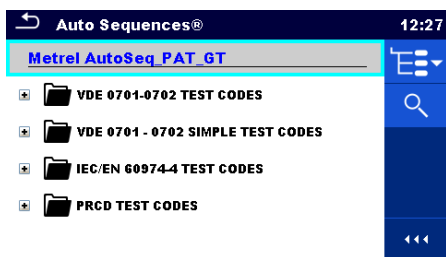 Auto Sequences® 12:27
Metrel AutoSeq_PAT_GT
VDE 0701-0702 TEST CODES
VDE 0701 - 0702 SIMPLE TEST CODES
IEC/EN 60974-4 TEST CODES
PRCD TEST CODES